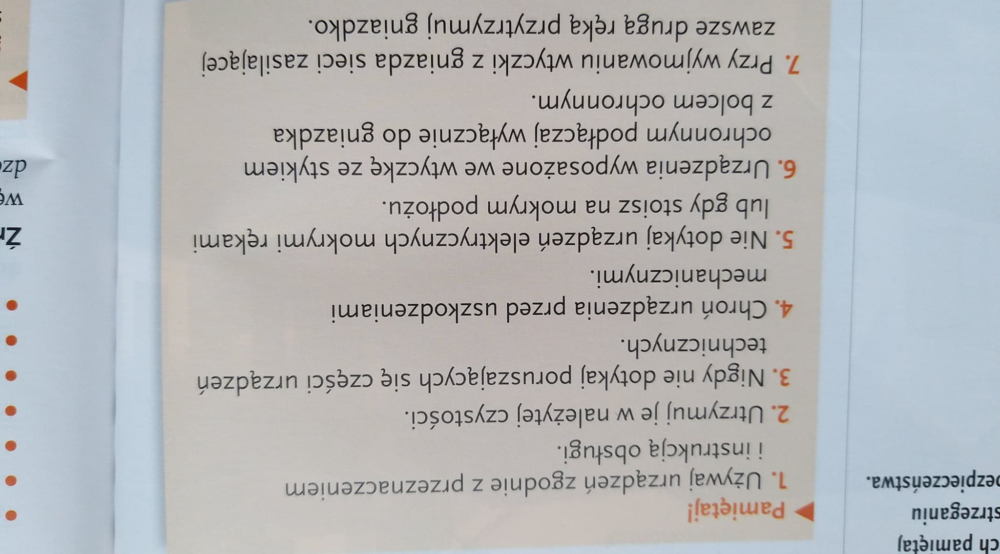 ch pamiętaj
strzeganiu
ezpieczeństwa.
Pamiętaj!
1. Używaj urządzeń zgodnie z przeznaczeniem
i instrukcją obsługi.
2. Utrzymuj je w należytej czystości.
3. Nigdy nie dotykaj poruszających się części urządzeń
technicznych.
4. Chroń urządzenia przed uszkodzeniami
mechanicznymi.
5. Nie dotykaj urządzeń elektrycznych mokrymi rękami
lub gdy stoisz na mokrym podłożu.
6. Urządzenia wyposażone we wtyczkę ze stykiem
ochronnym podłączaj wyłącznie do gniazdka
z bolcem ochronnym.
7. Przy wyjmowaniu wtyczki z gniazda sieci zasilającej
zawsze drugą ręką przytrzymuj gniazdko.